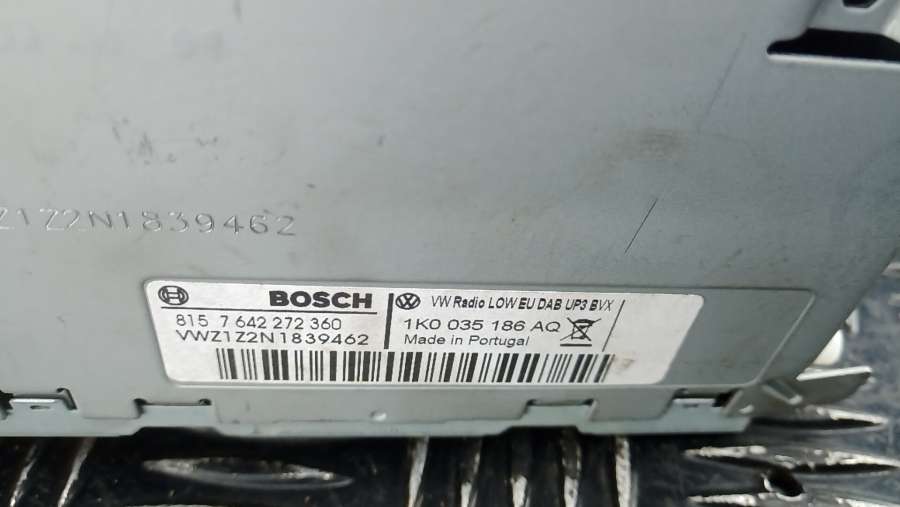 Z1Z2N1839462
BOSCH
815 7 642 272 360
VWZ1Z2N1839462
VW Radio LOW EU DAB UP3 BVX
1K0 035 186 AQ
Made in Portugal